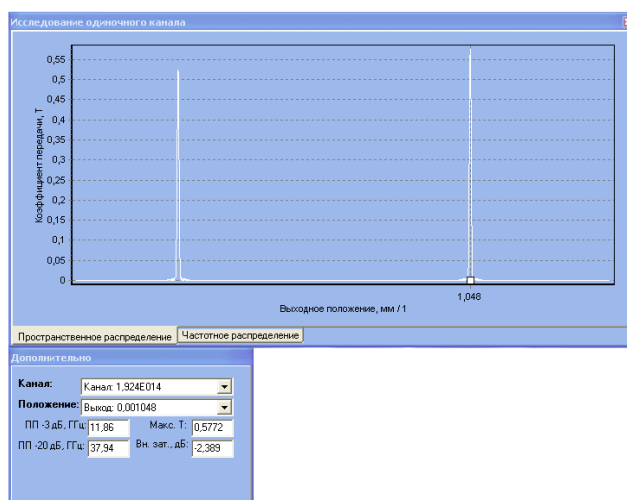 Исследование одиночного канала
0,55
0,5
0,45
0,4
0,35
0,3
0,25
0,2
0,15
0,1
0,05
0
Коэффициент передачи, Т
1,048
Выходное положение, мм / 1
Пространственное распределение Частотное распределение
Дополнительно
Канал: Канал: 1,924E014
Положение: Выход: 0,001048
ПП -3 дБ, ГГц: 11,86 Макс. Т: 0,5772
ПП -20 дБ, ГГц: 37,94 Вн. зат., дБ: -2,389